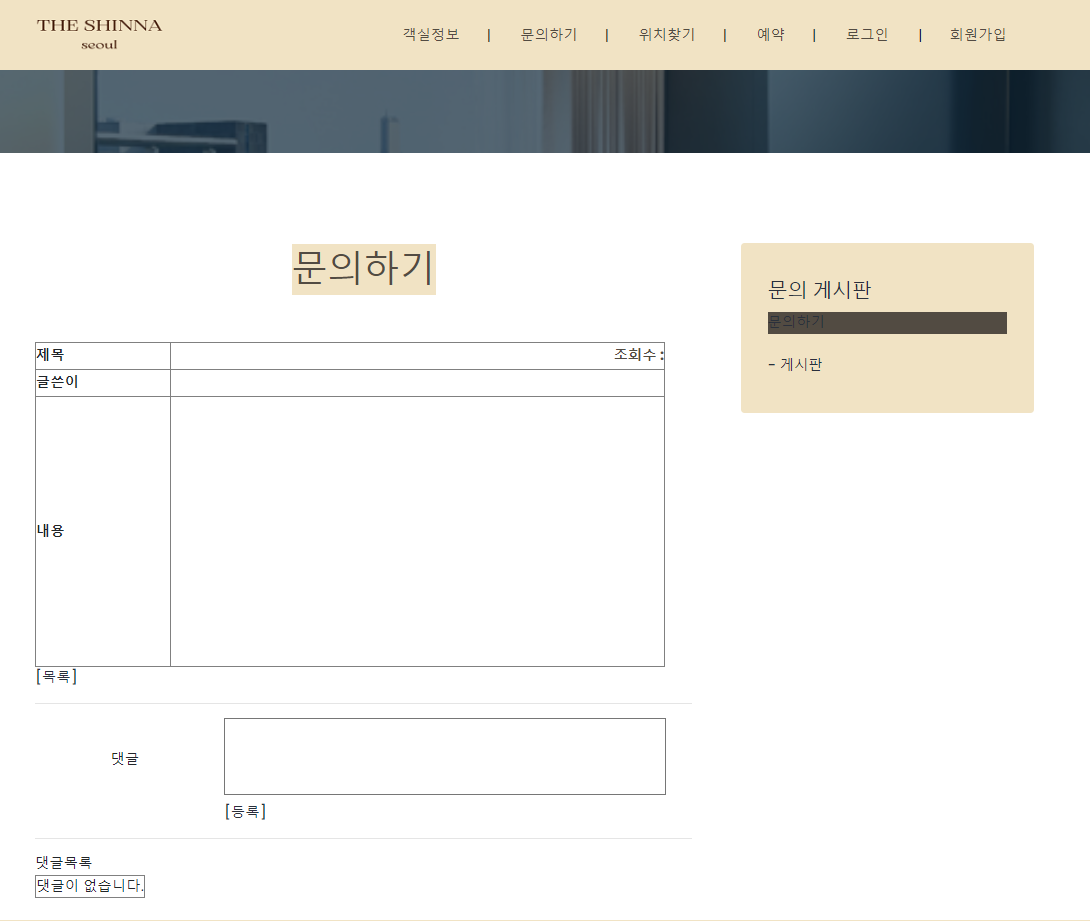 THE SHINNA
seoul
객실정보 | 문의하기 | 위치찾기 | 예약 | 로그인 | 회원가입
문의하기
제목 조회수 :
글쓴이
내용
[목록]
댓글
[등록]
댓글목록
댓글이 없습니다.
문의 게시판
문의하기
- 게시판